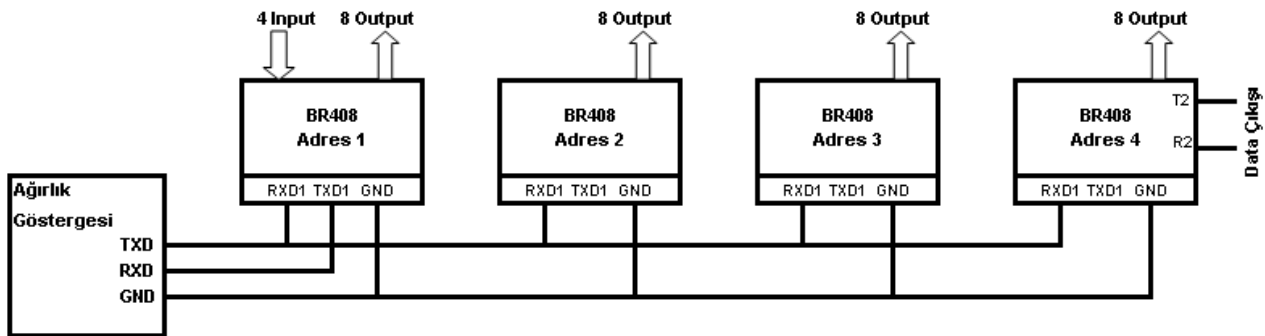 4 Input 8 Output 8 Output 8 Output 8 Output
BR408
Adres 1
BR408
Adres 2
BR408
Adres 3
BR408
Adres 4
T2
R2
Data Çıkışı
RXD1 TXD1 GND
RXD1 TXD1 GND
RXD1 TXD1 GND
RXD1 TXD1 GND
Ağırlık
Göstergesi
TXD
RXD
GND